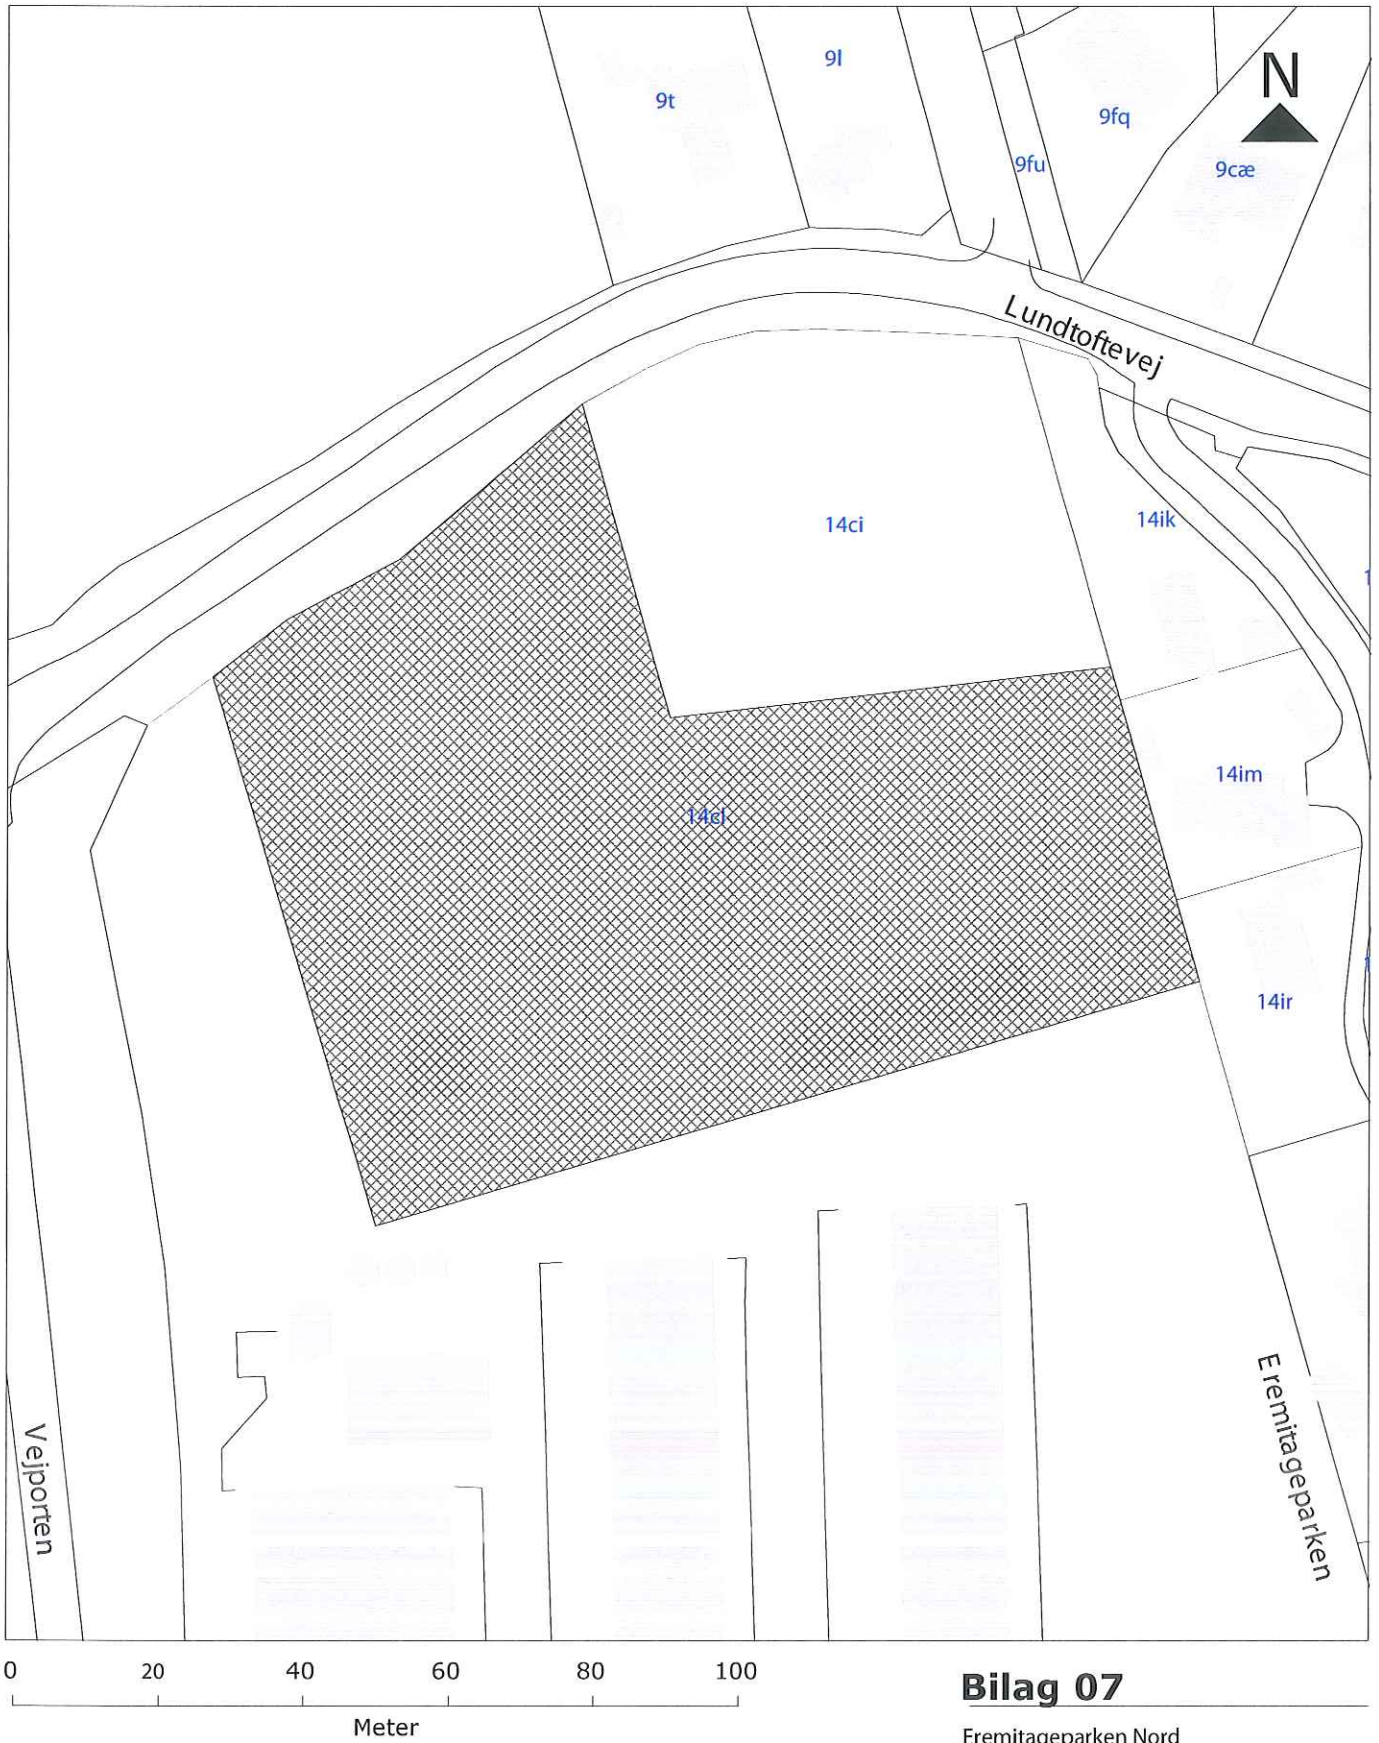 9l
9t
N
9fq
9fu
9cæ
Lundtoftevej
14ci
14ik
14im
14cl
14ir
Eremitageparken
Vejporten
0 20 40 60 80 100
Meter
Bilag 07
Eremitageparken Nord